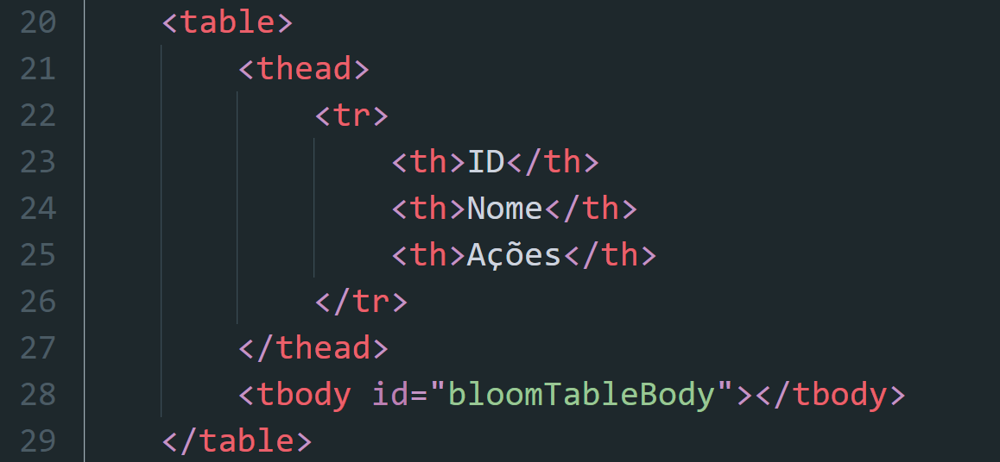 20 <table>
21 <thead>
22 <tr>
23 <th>ID</th>
24 <th>Nome</th>
25 <th>Ações</th>
26 </tr>
27 </thead>
28 <tbody id="bloomTableBody"></tbody>
29 </table>